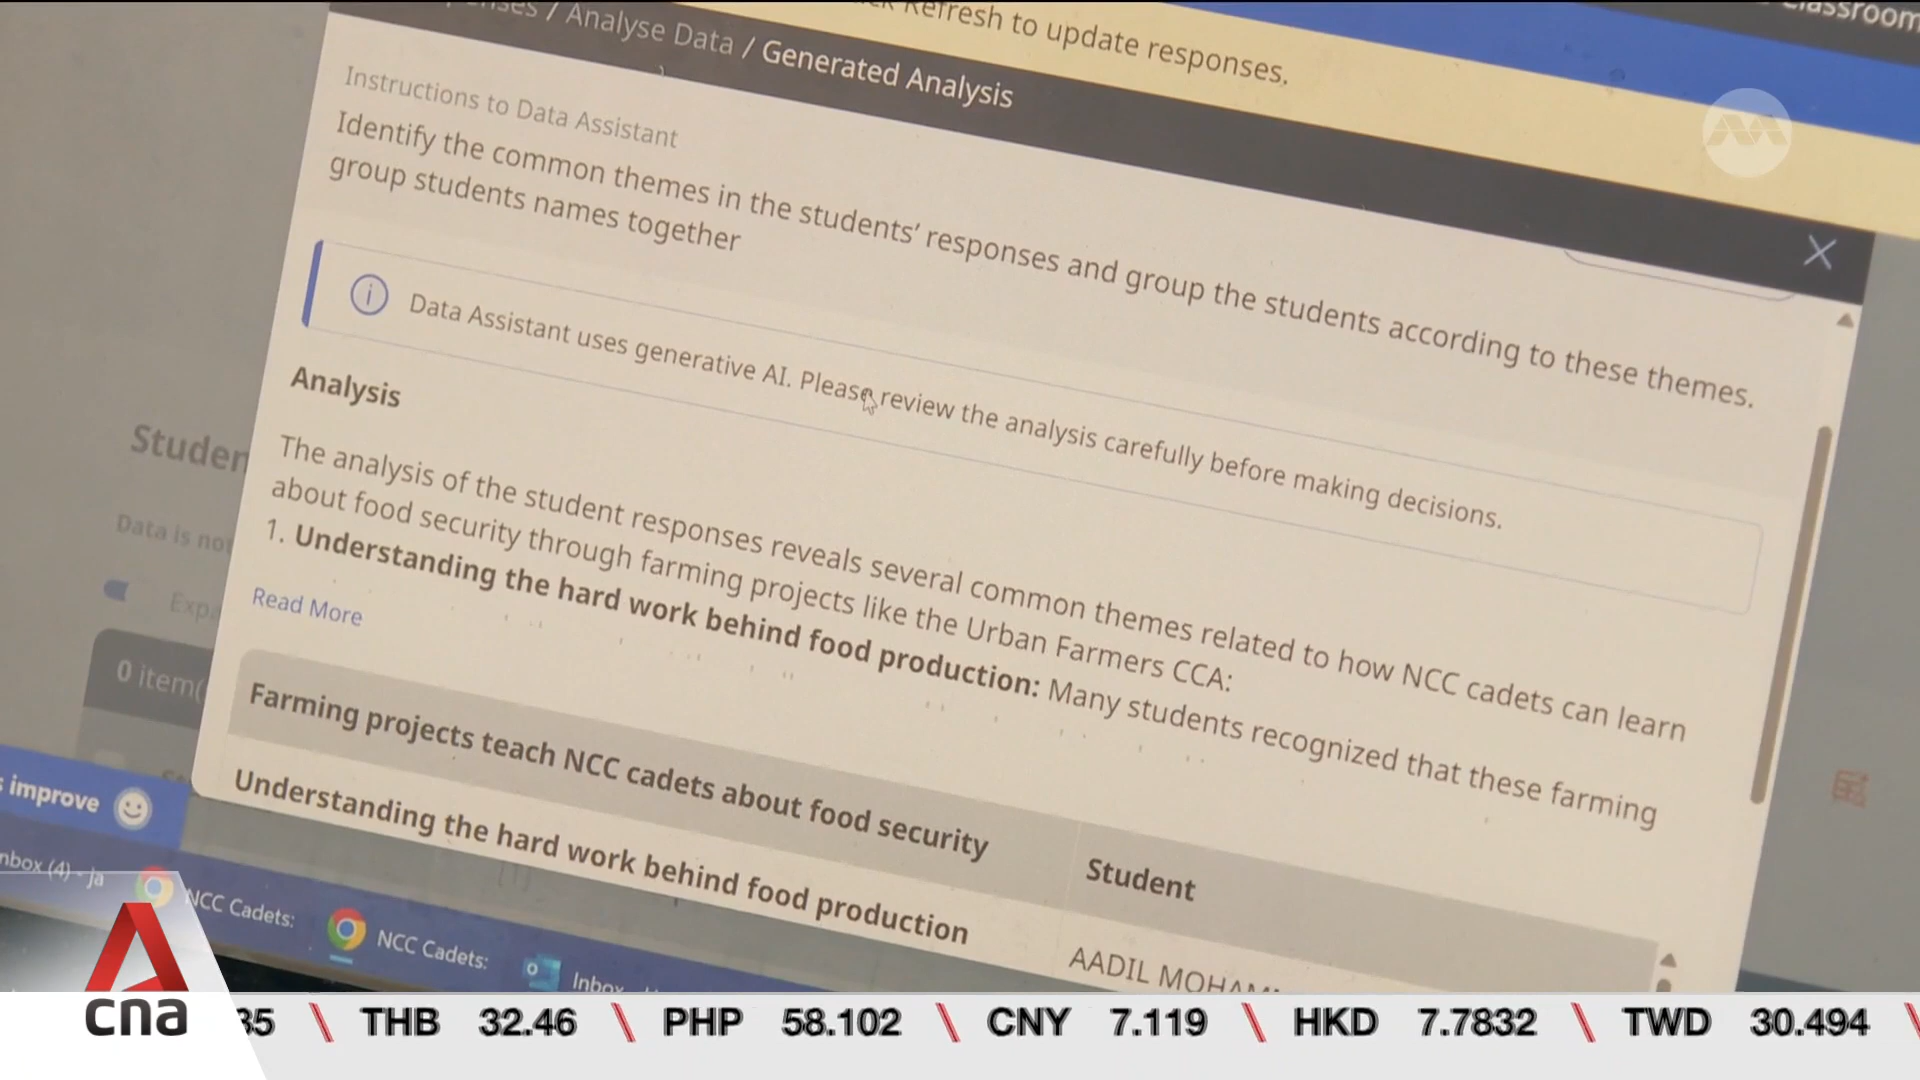 Refresh to update responses.
/ Analyse Data / Generated Analysis
Instructions to Data Assistant
Identify the common themes in the students' responses and group the students according to these themes.
group students names together
Data Assistant uses generative AI. Please review the analysis carefully before making decisions.
Analysis
The analysis of the student responses reveals several common themes related to how NCC cadets can learn
about food security through farming projects like the Urban Farmers CCA:
1. Understanding the hard work behind food production: Many students recognized that these farming
Read More
Farming projects teach NCC cadets about food security
Student
Understanding the hard work behind food production
AADIL
Data is
0
improve
(4) - ja
NCC Cadets:
NCC Cadets:
Inbox
cna
35 \ THB 32.46 \ PHP 58.102 \ CNY 7.119 \ HKD 7.7832 \ TWD 30.494 \